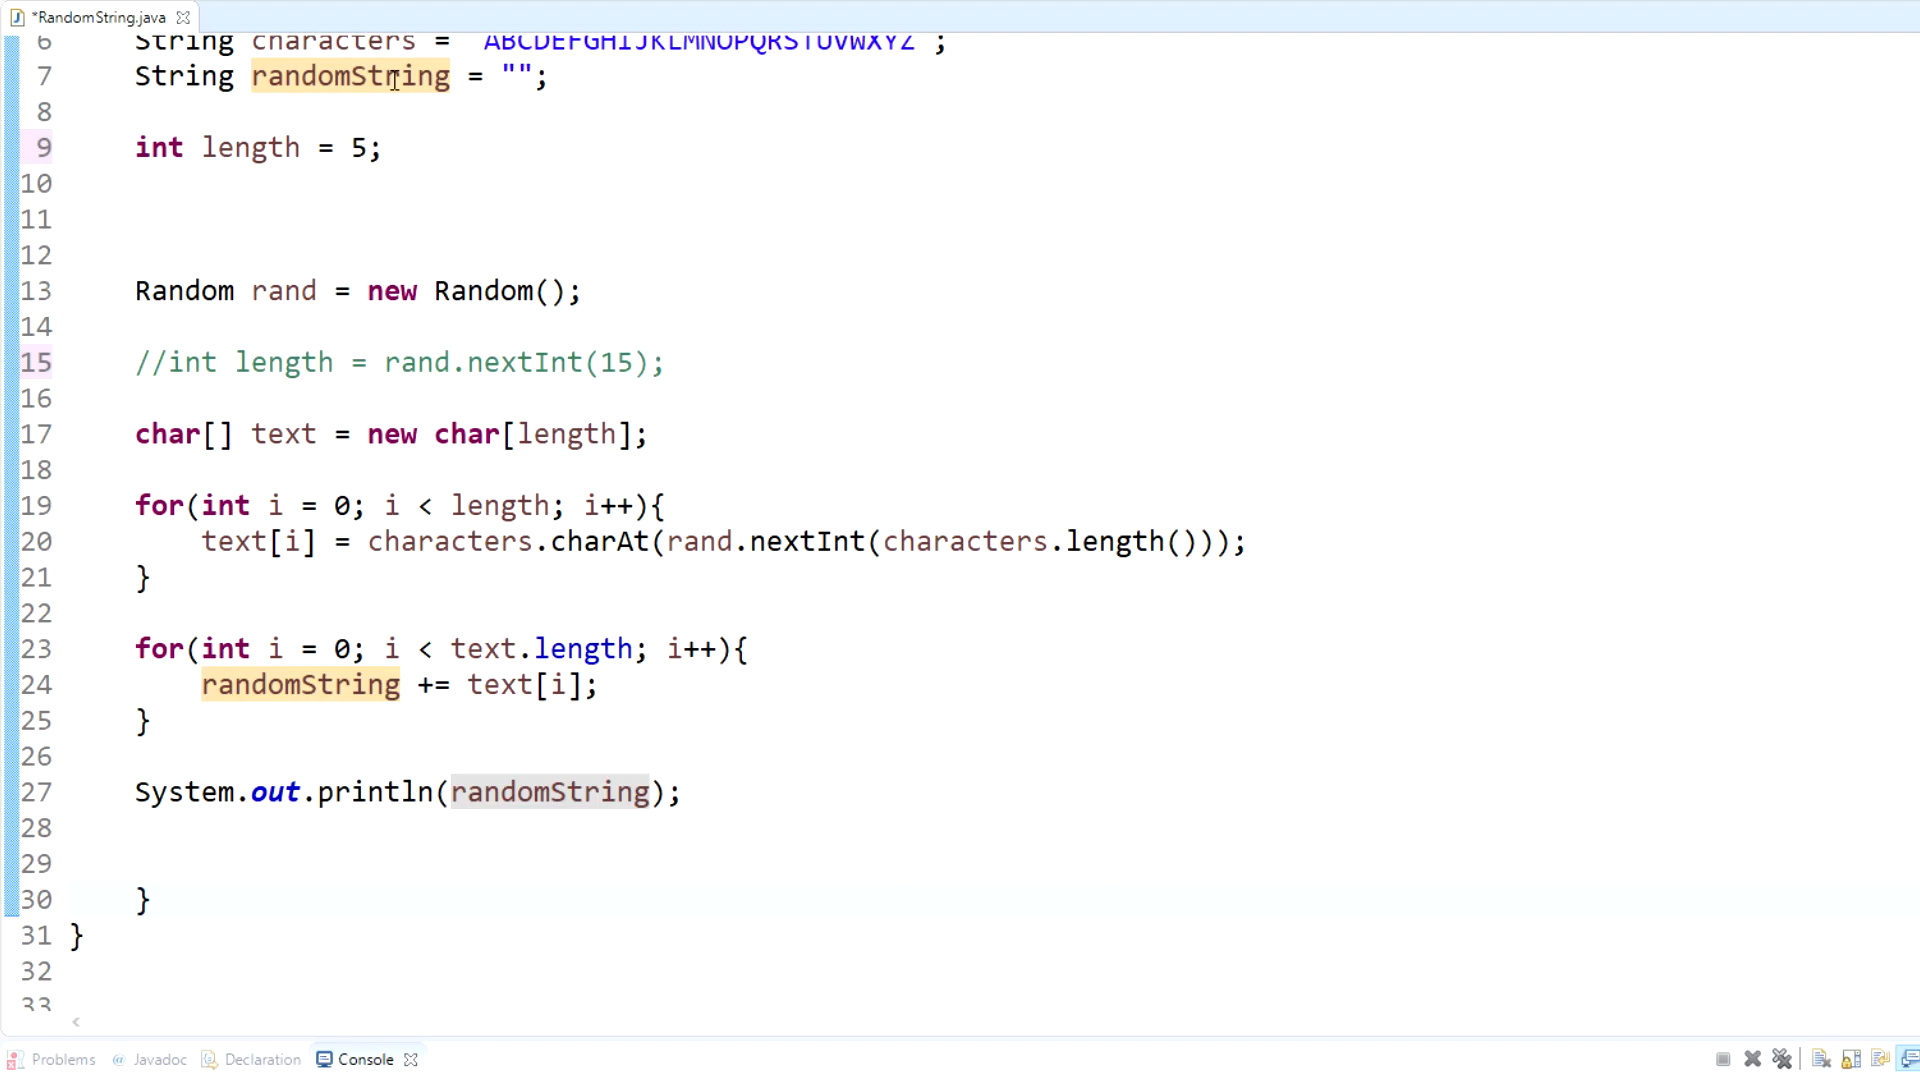 *RandomString.java
6 String characters = "ABCDEFGHIJKLMNOPQRSTUVWXYZ";
7 String randomString = "";
8
9 int length = 5;
10
11
12
13 Random rand = new Random();
14
15 //int length = rand.nextInt(15);
16
17 char[] text = new char[length];
18
19 for(int i = 0; i < length; i++){
20 text[i] = characters.charAt(rand.nextInt(characters.length()));
21 }
22
23 for(int i = 0; i < text.length; i++){
24 randomString += text[i];
25 }
26
27 System.out.println(randomString);
28
29
30 }
31 }
32
33
Problems @ Javadoc Declaration Console